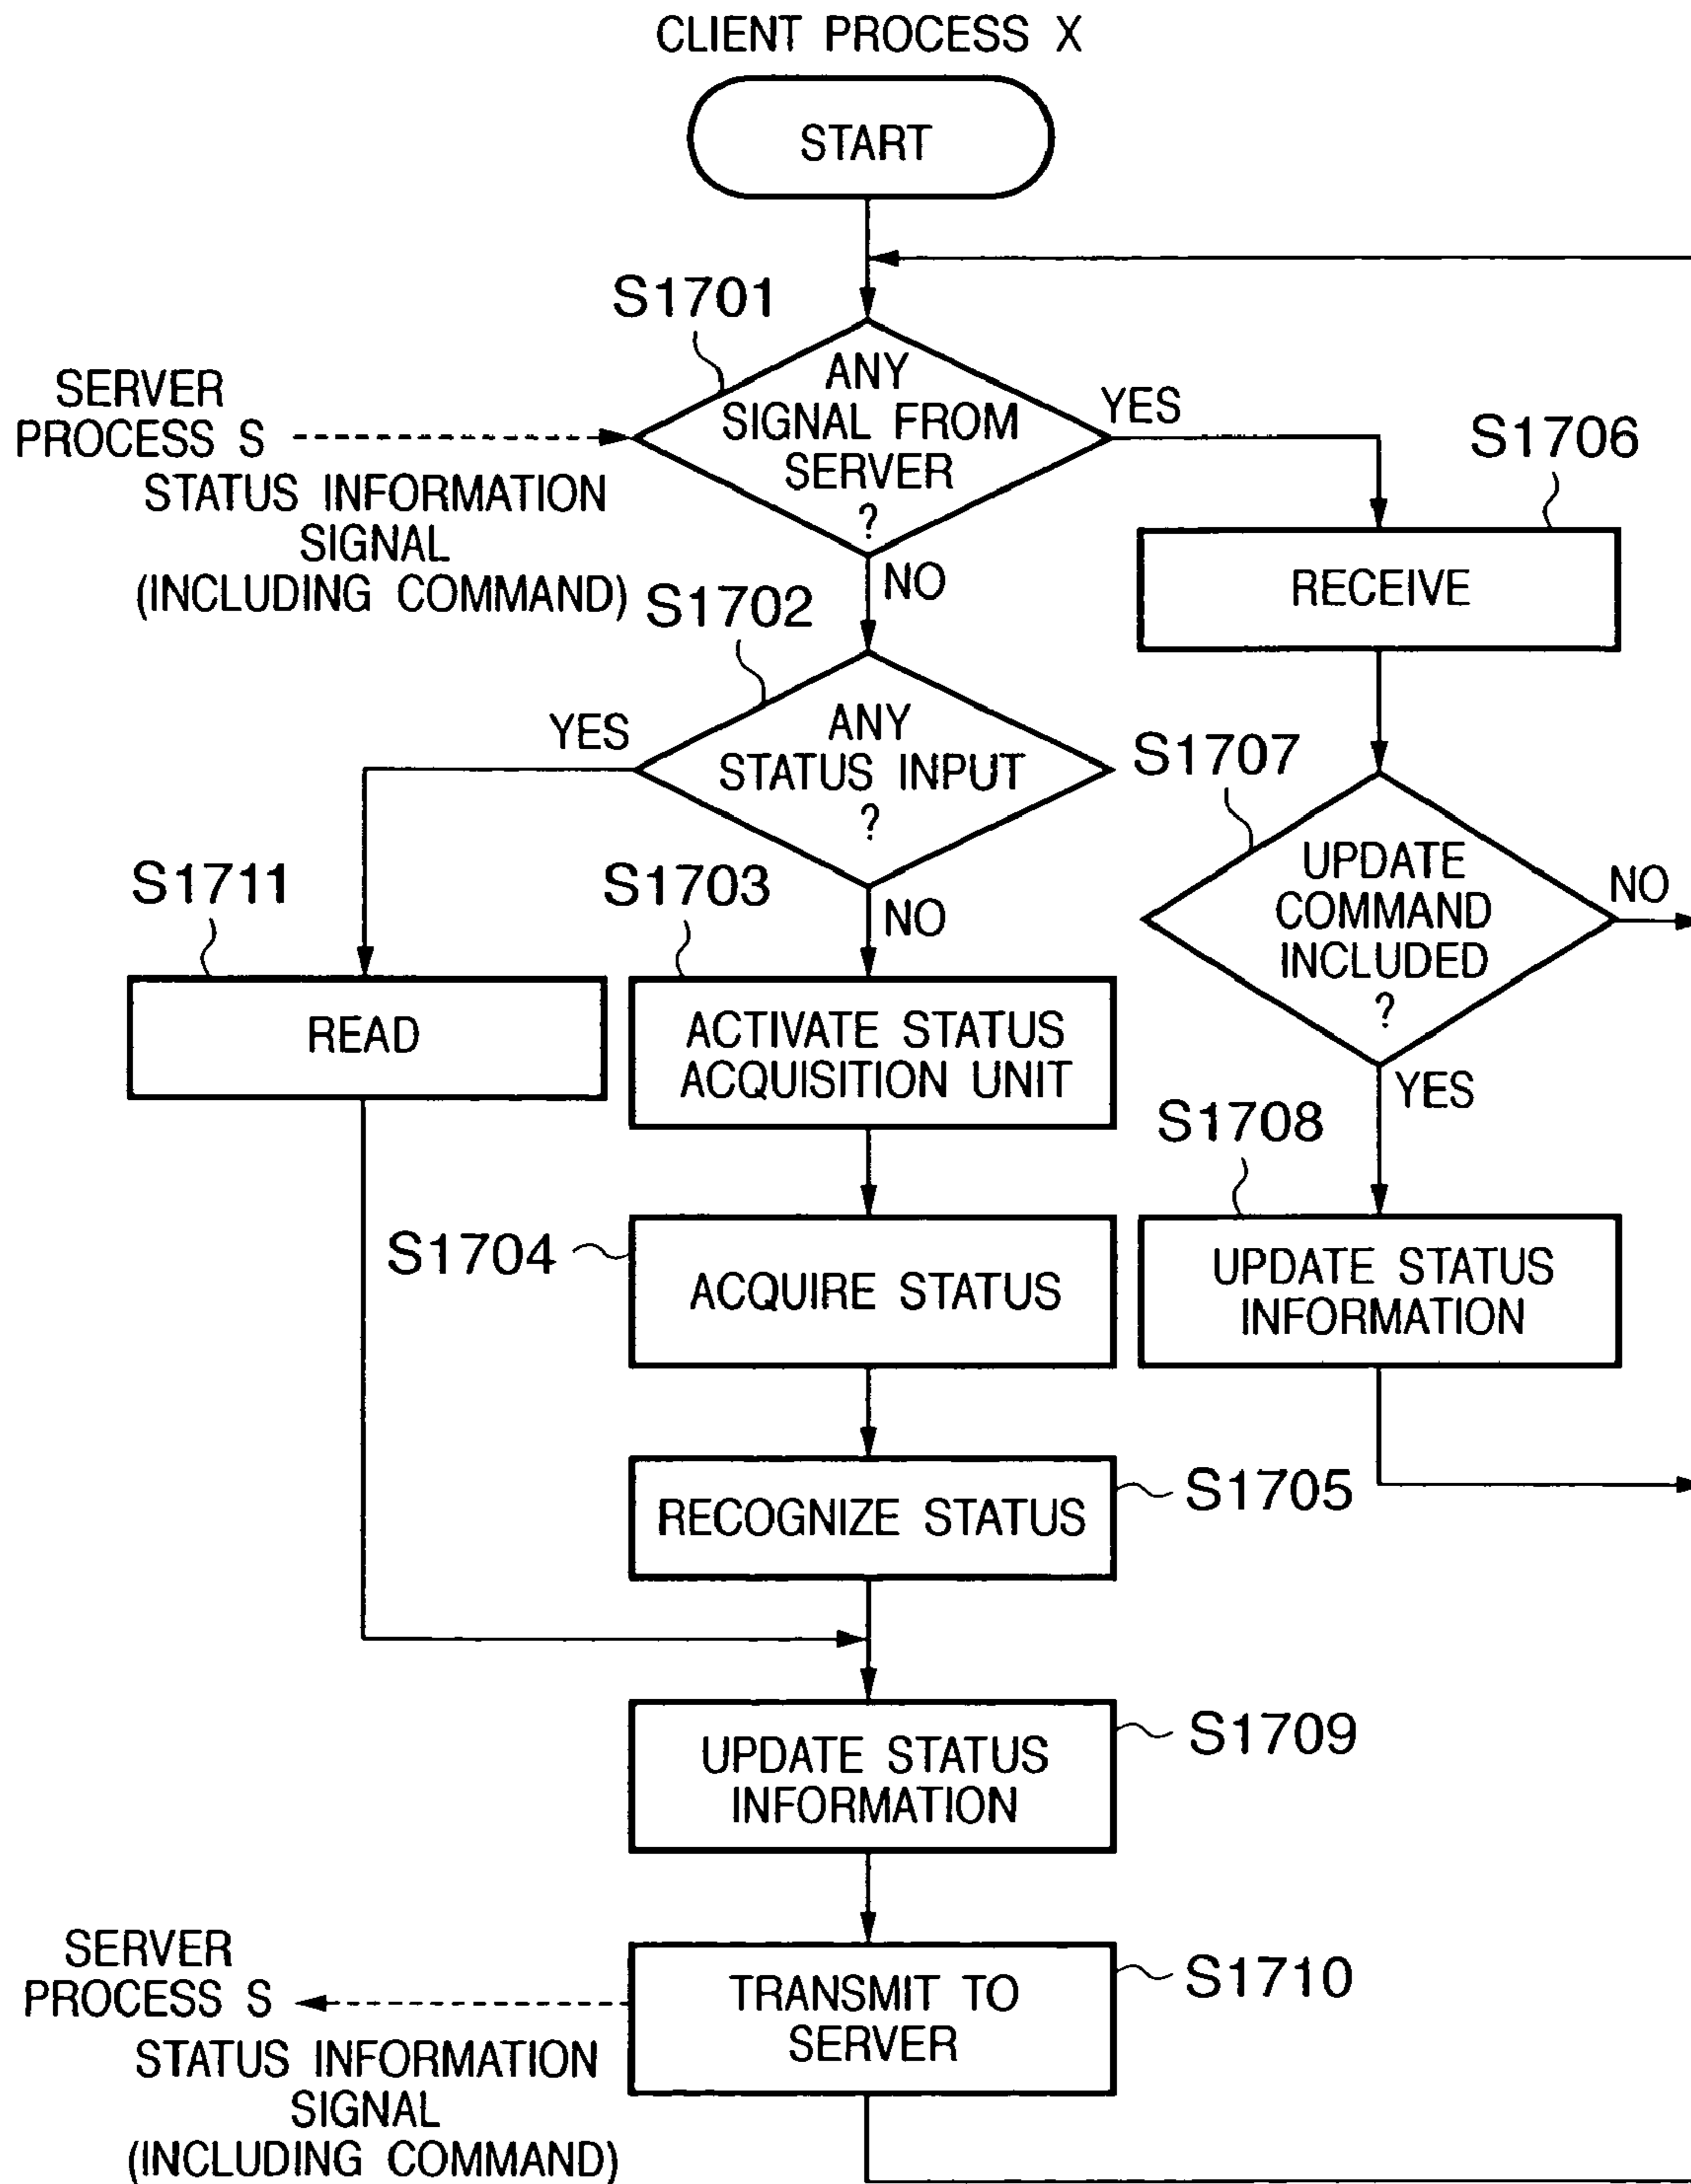 CLIENT PROCESS X
START
S1701
ANY
SIGNAL FROM
SERVER
?
YES
NO
SERVER
PROCESS S
STATUS INFORMATION
SIGNAL
(INCLUDING COMMAND)
S1706
RECEIVE
S1702
ANY
STATUS INPUT
?
YES
NO
S1707
UPDATE
COMMAND
INCLUDED
?
NO
YES
S1711
READ
S1703
ACTIVATE STATUS
ACQUISITION UNIT
S1708
UPDATE STATUS
INFORMATION
S1704
ACQUIRE STATUS
RECOGNIZE STATUS
S1705
UPDATE STATUS
INFORMATION
S1709
TRANSMIT TO
SERVER
S1710
SERVER
PROCESS S
STATUS INFORMATION
SIGNAL
(INCLUDING COMMAND)